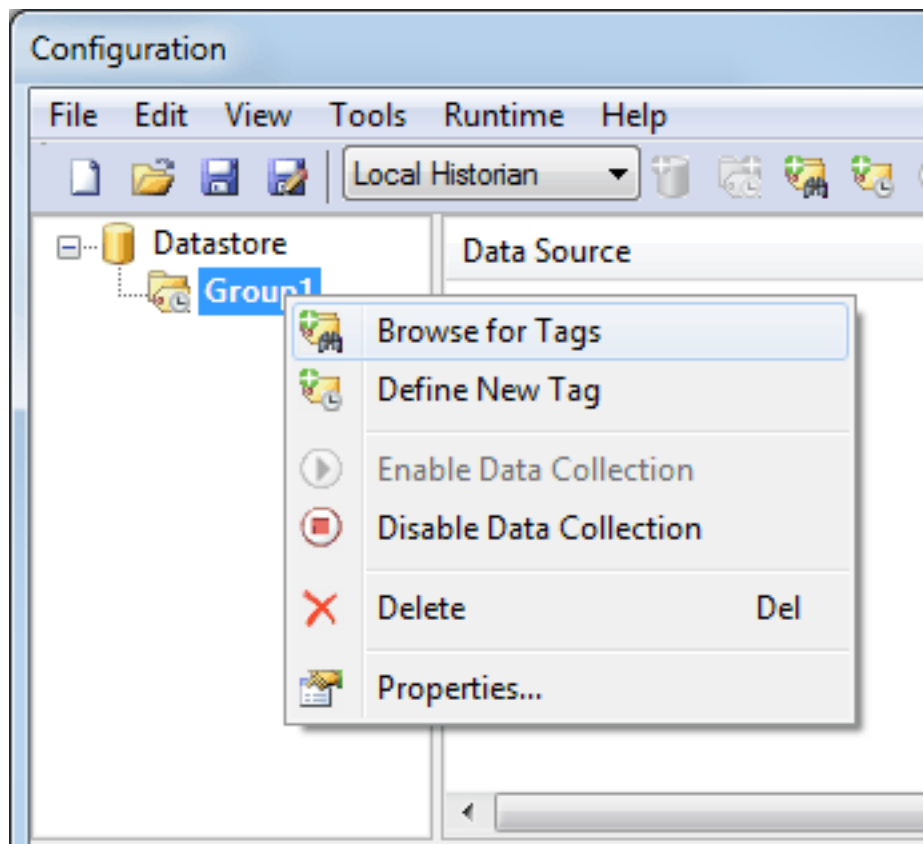 Configuration
File Edit View Tools Runtime Help
Local Historian
Datastore
Data Source
Group1
Browse for Tags
Define New Tag
Enable Data Collection
Disable Data Collection
Delete Del
Properties...